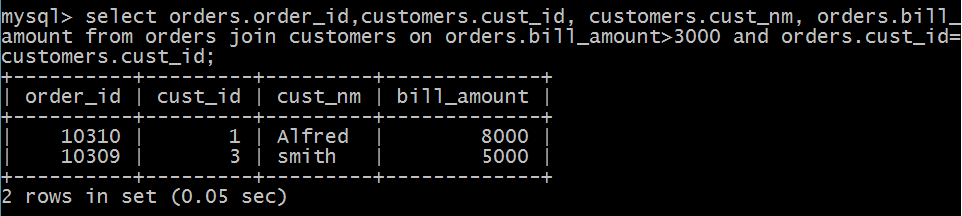 mysql> select orders.order_id,customers.cust_id, customers.cust_nm, orders.bill_
amount from orders join customers on orders.bill_amount>3000 and orders.cust_id=
customers.cust_id;
+----------+---------+---------+-------------+
| order_id | cust_id | cust_nm | bill_amount |
+----------+---------+---------+-------------+
|    10310 |       1 | Alfred  |        8000 |
|    10309 |       3 | smith   |        5000 |
+----------+---------+---------+-------------+
2 rows in set (0.05 sec)